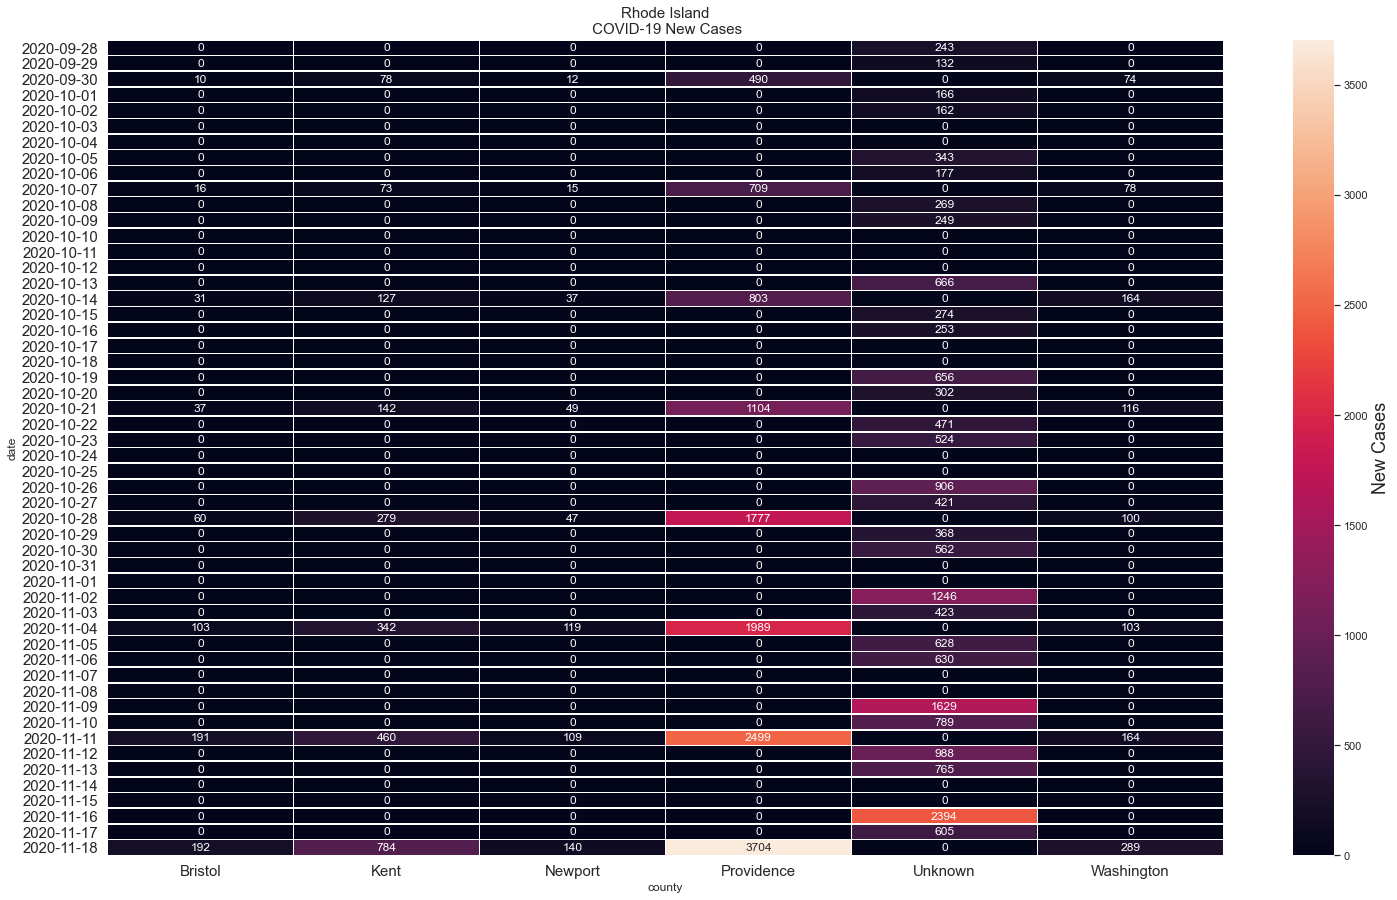 Rhode Island
COVID-19 New Cases
2020-09-28 0 0 0 0 243 0
2020-09-29 0 0 0 0 132 0
2020-09-30 10 78 12 490 0 74
2020-10-01 0 0 0 0 166 0
2020-10-02 0 0 0 0 162 0
2020-10-03 0 0 0 0 0 0
2020-10-04 0 0 0 0 0 0
2020-10-05 0 0 0 0 343 0
2020-10-06 0 0 0 0 177 0
2020-10-07 16 73 15 709 0 78
2020-10-08 0 0 0 0 269 0
2020-10-09 0 0 0 0 249 0
2020-10-10 0 0 0 0 0 0
2020-10-11 0 0 0 0 0 0
2020-10-12 0 0 0 0 0 0
2020-10-13 0 0 0 0 666 0
2020-10-14 31 127 37 803 0 164
2020-10-15 0 0 0 0 274 0
2020-10-16 0 0 0 0 253 0
2020-10-17 0 0 0 0 0 0
2020-10-18 0 0 0 0 0 0
2020-10-19 0 0 0 0 656 0
2020-10-20 0 0 0 0 302 0
2020-10-21 37 142 49 1104 0 116
2020-10-22 0 0 0 0 471 0
2020-10-23 0 0 0 0 524 0
2020-10-24 0 0 0 0 0 0
2020-10-25 0 0 0 0 0 0
2020-10-26 0 0 0 0 906 0
2020-10-27 0 0 0 0 421 0
2020-10-28 60 279 47 1777 0 100
2020-10-29 0 0 0 0 368 0
2020-10-30 0 0 0 0 562 0
2020-10-31 0 0 0 0 0 0
2020-11-01 0 0 0 0 0 0
2020-11-02 0 0 0 0 1246 0
2020-11-03 0 0 0 0 423 0
2020-11-04 103 342 119 1989 0 103
2020-11-05 0 0 0 0 628 0
2020-11-06 0 0 0 0 630 0
2020-11-07 0 0 0 0 0 0
2020-11-08 0 0 0 0 0 0
2020-11-09 0 0 0 0 1629 0
2020-11-10 0 0 0 0 789 0
2020-11-11 191 460 109 2499 0 164
2020-11-12 0 0 0 0 988 0
2020-11-13 0 0 0 0 765 0
2020-11-14 0 0 0 0 0 0
2020-11-15 0 0 0 0 0 0
2020-11-16 0 0 0 0 2394 0
2020-11-17 0 0 0 0 605 0
2020-11-18 192 784 140 3704 0 289
Bristol Kent Newport Providence Unknown Washington
county
date
3500
3000
2500
2000
1500
1000
500
0
New Cases